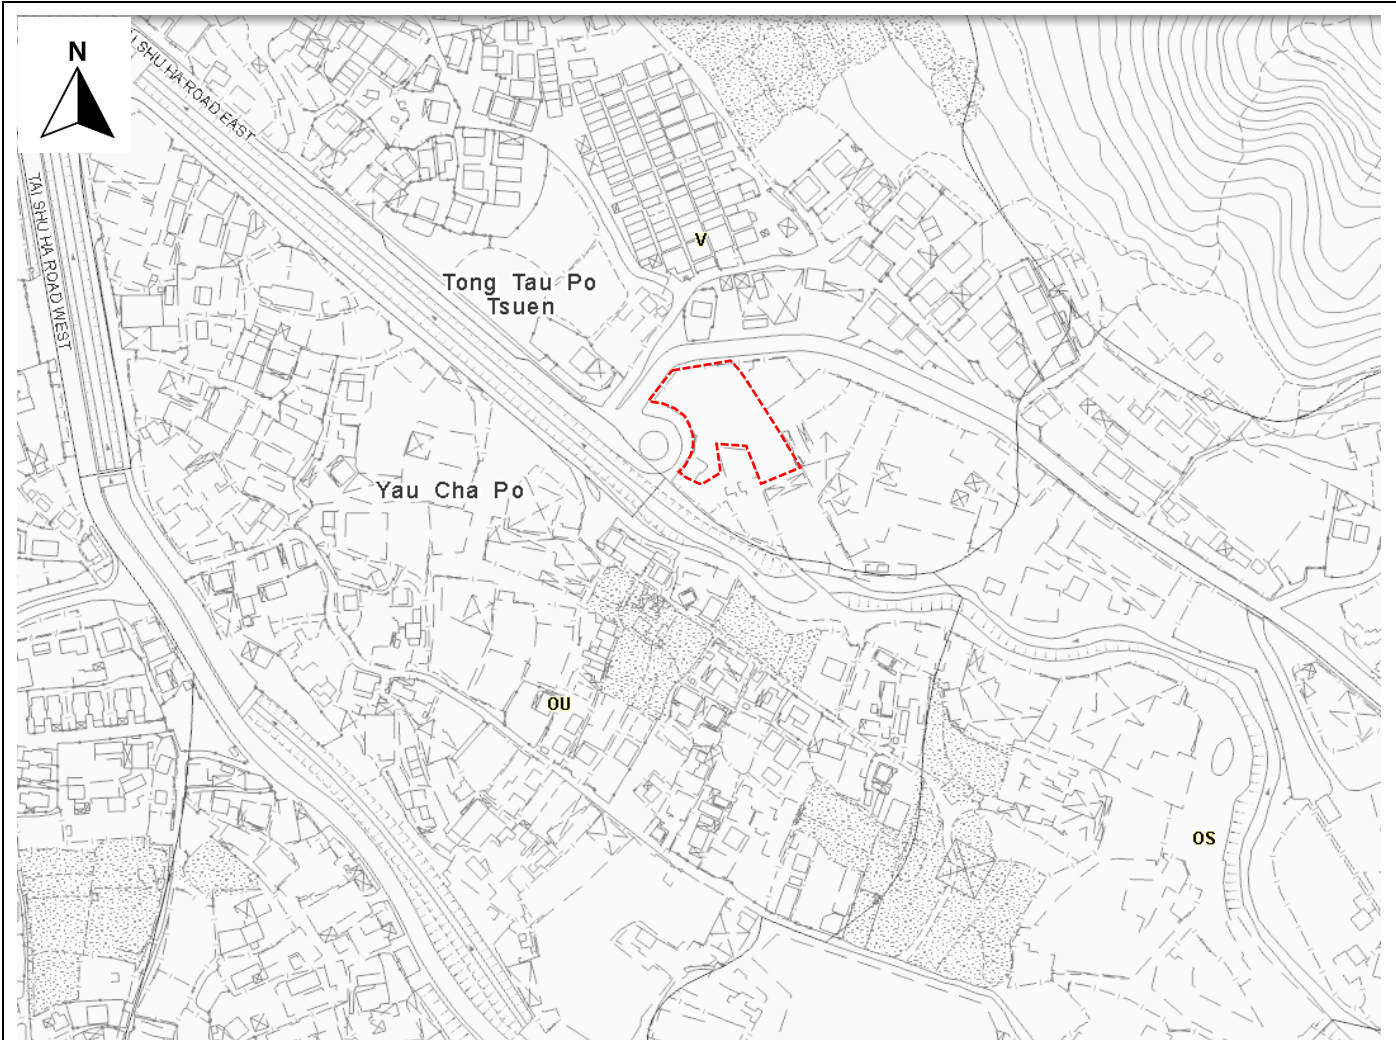 N
TAI SHU HA ROAD EAST
TAI SHU HA ROAD WEST
V
Tong Tau Po
Tsuen
Yau Cha Po
OU
OS